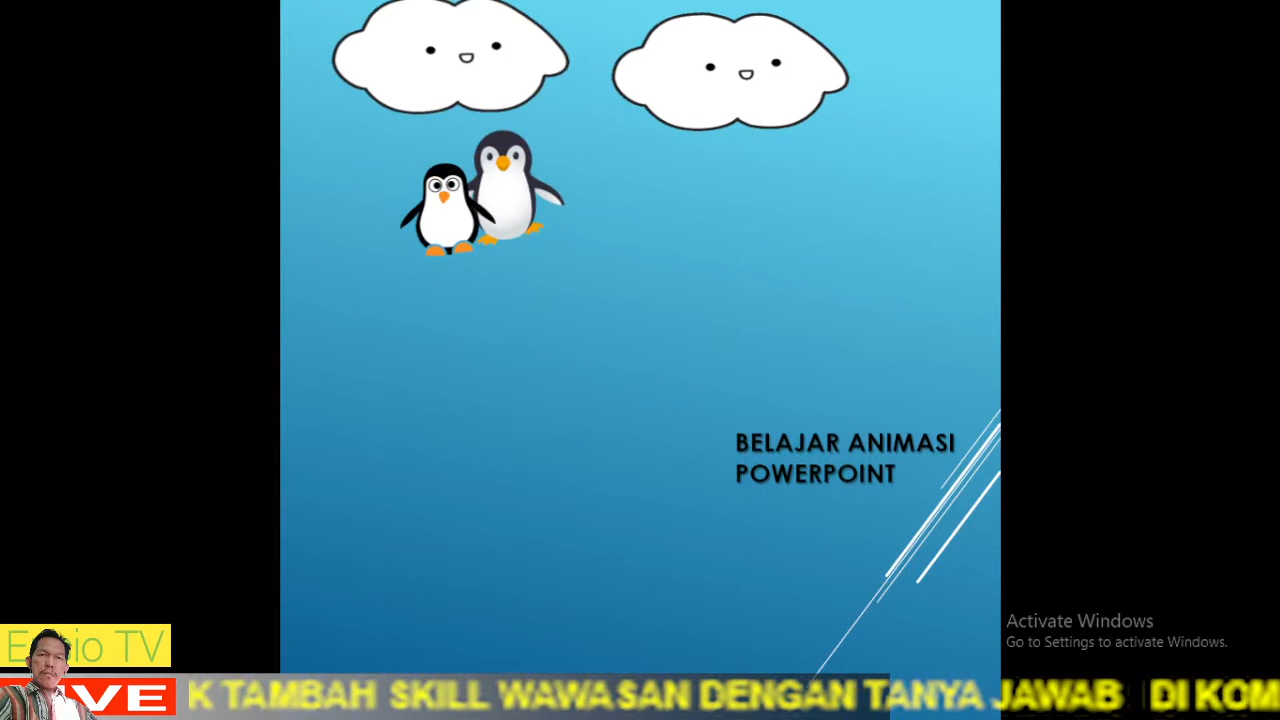 BELAJAR ANIMASI
POWERPOINT
Activate Windows
Go to Settings to activate Windows.
TV
K TAMBAH SKILL WAWASAN DENGAN TANYA JAWAB DI KOM